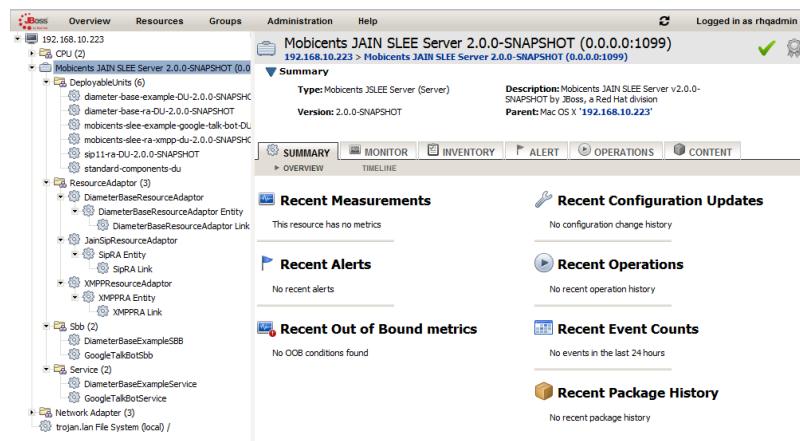 JBoss Overview Resources Groups Administration Help Logged in as rhqadmin
192.168.10.223
CPU (2)
Mobicents JAIN SLEE Server 2.0.0-SNAPSHOT (0.0
DeployableUnits (6)
diameter-base-example-DU-2.0.0-SNAPSHO
diameter-base-ra-DU-2.0.0-SNAPSHOT
mobicents-slee-example-google-talk-bot-DU
mobicents-slee-ra-xmpp-du-2.0.0-SNAPSHO
sip11-ra-DU-2.0.0-SNAPSHOT
standard-components-du
ResourceAdaptor (3)
DiameterBaseResourceAdaptor
DiameterBaseResourceAdaptor Entity
DiameterBaseResourceAdaptor Link
JainSipResourceAdaptor
SipRA Entity
SipRA Link
XMPPResourceAdaptor
XMPPRA Entity
XMPPRA Link
Sbb (2)
DiameterBaseExampleSBB
GoogleTalkBotSbb
Service (2)
DiameterBaseExampleService
GoogleTalkBotService
Network Adapter (3)
trojan.lan File System (local) /
Mobicents JAIN SLEE Server 2.0.0-SNAPSHOT (0.0.0.0:1099)
192.168.10.223 > Mobicents JAIN SLEE Server 2.0.0-SNAPSHOT (0.0.0.0:1099)
Summary
Type: Mobicents JSLEE Server (Server)
Version: 2.0.0-SNAPSHOT
Description: Mobicents JAIN SLEE Server v2.0.0-
SNAPSHOT by JBoss, a Red Hat division
Parent: Mac OS X '192.168.10.223'
SUMMARY MONITOR INVENTORY ALERT OPERATIONS CONTENT
OVERVIEW TIMELINE
Recent Measurements
This resource has no metrics
Recent Alerts
No recent alerts
Recent Out of Bound metrics
No OOB conditions found
Recent Configuration Updates
No configuration change history
Recent Operations
No recent operation history
Recent Event Counts
No events in the last 24 hours
Recent Package History
No recent package history